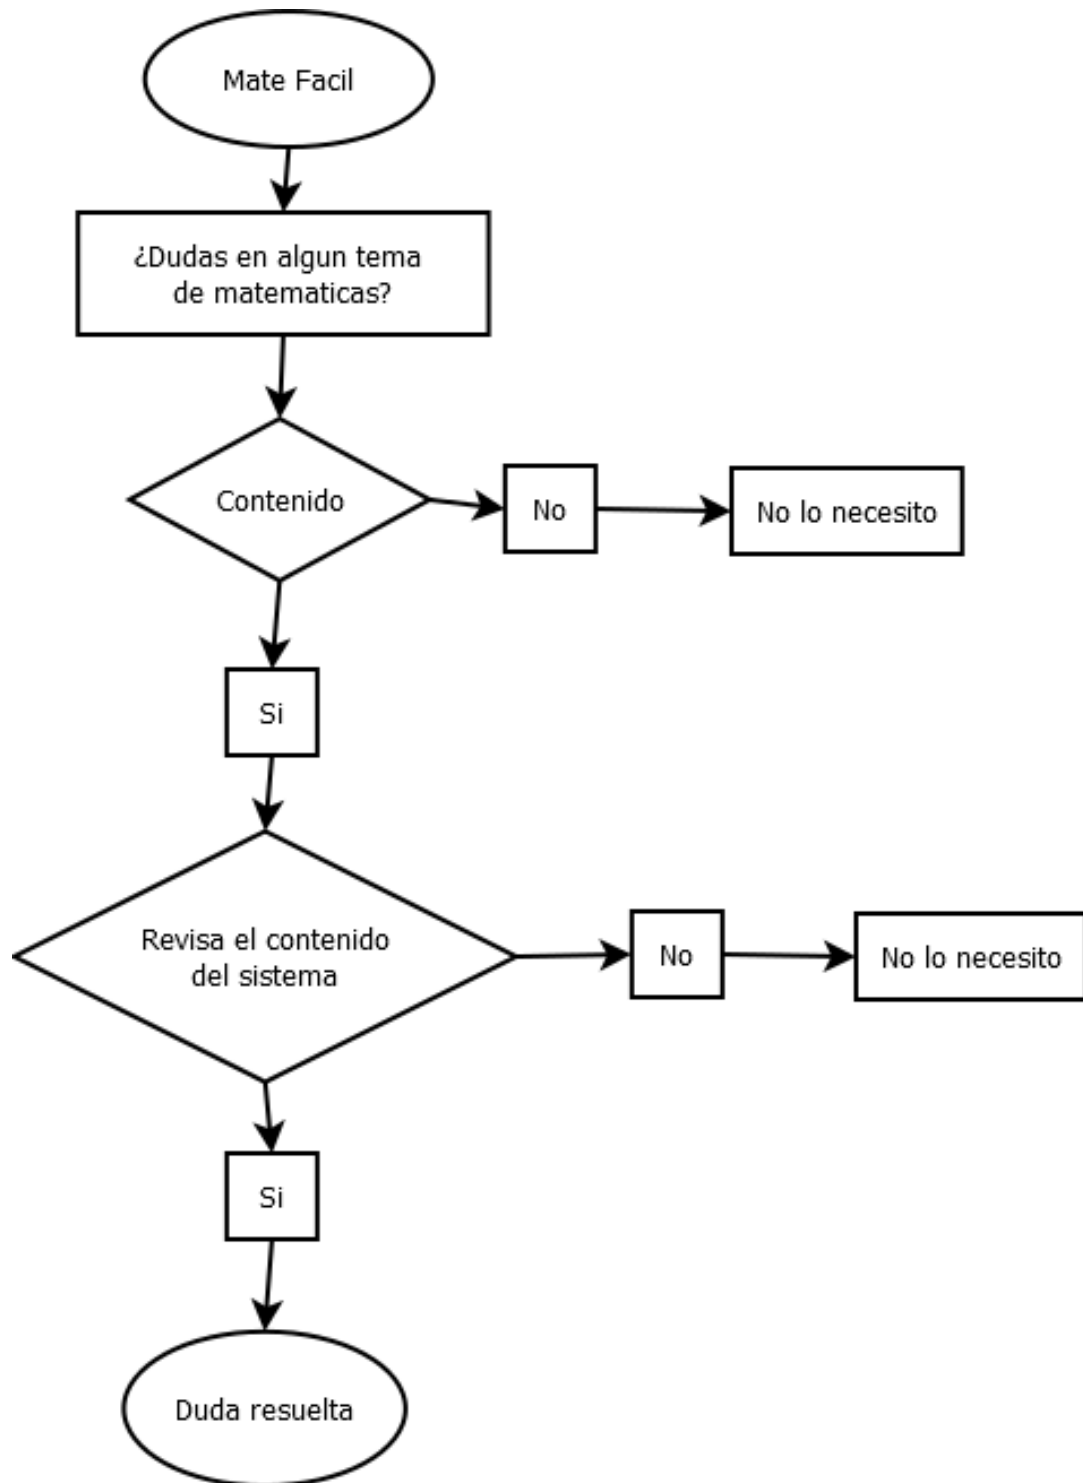 Mate Facil
¿Dudas en algun tema
de matematicas?
Contenido
No
No lo necesito
Si
Revisa el contenido
del sistema
No
No lo necesito
Si
Duda resuelta